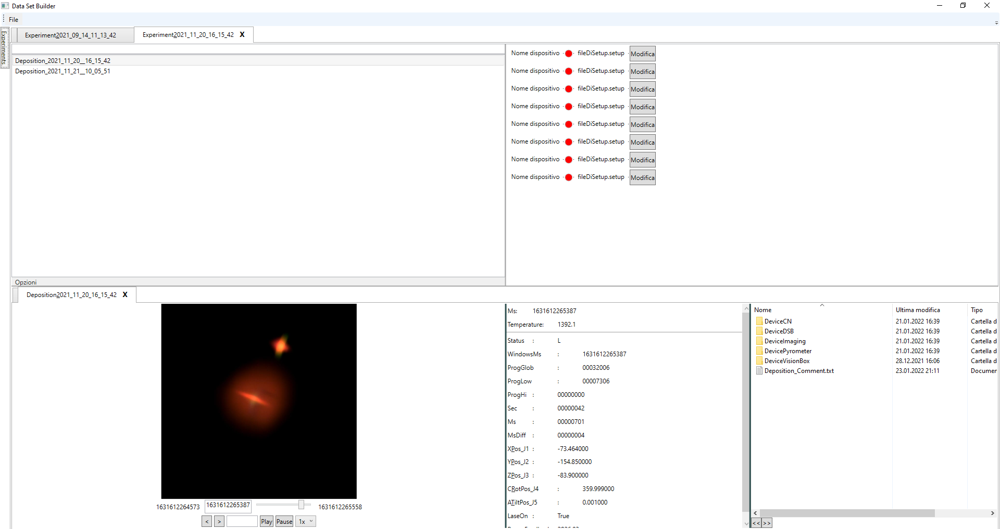 Data Set Builder
File
Experiments
Experiment2021_09_14_11_13_42
Experiment2021_11_20_16_15_42 X
Deposition_2021_11_20__16_15_42
Deposition_2021_11_21__10_05_51
Opzioni
Nome dispositivo fileDiSetup.setup Modifica
Nome dispositivo fileDiSetup.setup Modifica
Nome dispositivo fileDiSetup.setup Modifica
Nome dispositivo fileDiSetup.setup Modifica
Nome dispositivo fileDiSetup.setup Modifica
Nome dispositivo fileDiSetup.setup Modifica
Nome dispositivo fileDiSetup.setup Modifica
Nome dispositivo fileDiSetup.setup Modifica
Deposition2021_11_20_16_15_42 X
1631612264573 1631612265387 1631612265558
< > Play Pause 1x
Ms: 1631612265387
Temperature: 1392.1
Status : L
WindowsMs : 1631612265387
ProgGlob : 00032006
ProgLow : 00007306
ProgHi : 00000000
Sec : 00000042
Ms : 00000701
MsDiff : 00000004
XPos_J1 : -73.464000
YPos_J2 : -154.850000
ZPos_J3 : -83.900000
CRotPos_J4 : 359.999000
ATiltPos_J5 : 0.001000
LaseOn : True
Nome Ultima modifica Tipo
DeviceCN 21.01.2022 16:39 Cartella d
DeviceDSB 21.01.2022 16:39 Cartella d
DeviceImaging 21.01.2022 16:39 Cartella d
DevicePyrometer 21.01.2022 16:39 Cartella d
DeviceVisionBox 28.12.2021 16:06 Cartella d
Deposition_Comment.txt 23.01.2022 21:11 Documer
<< >>